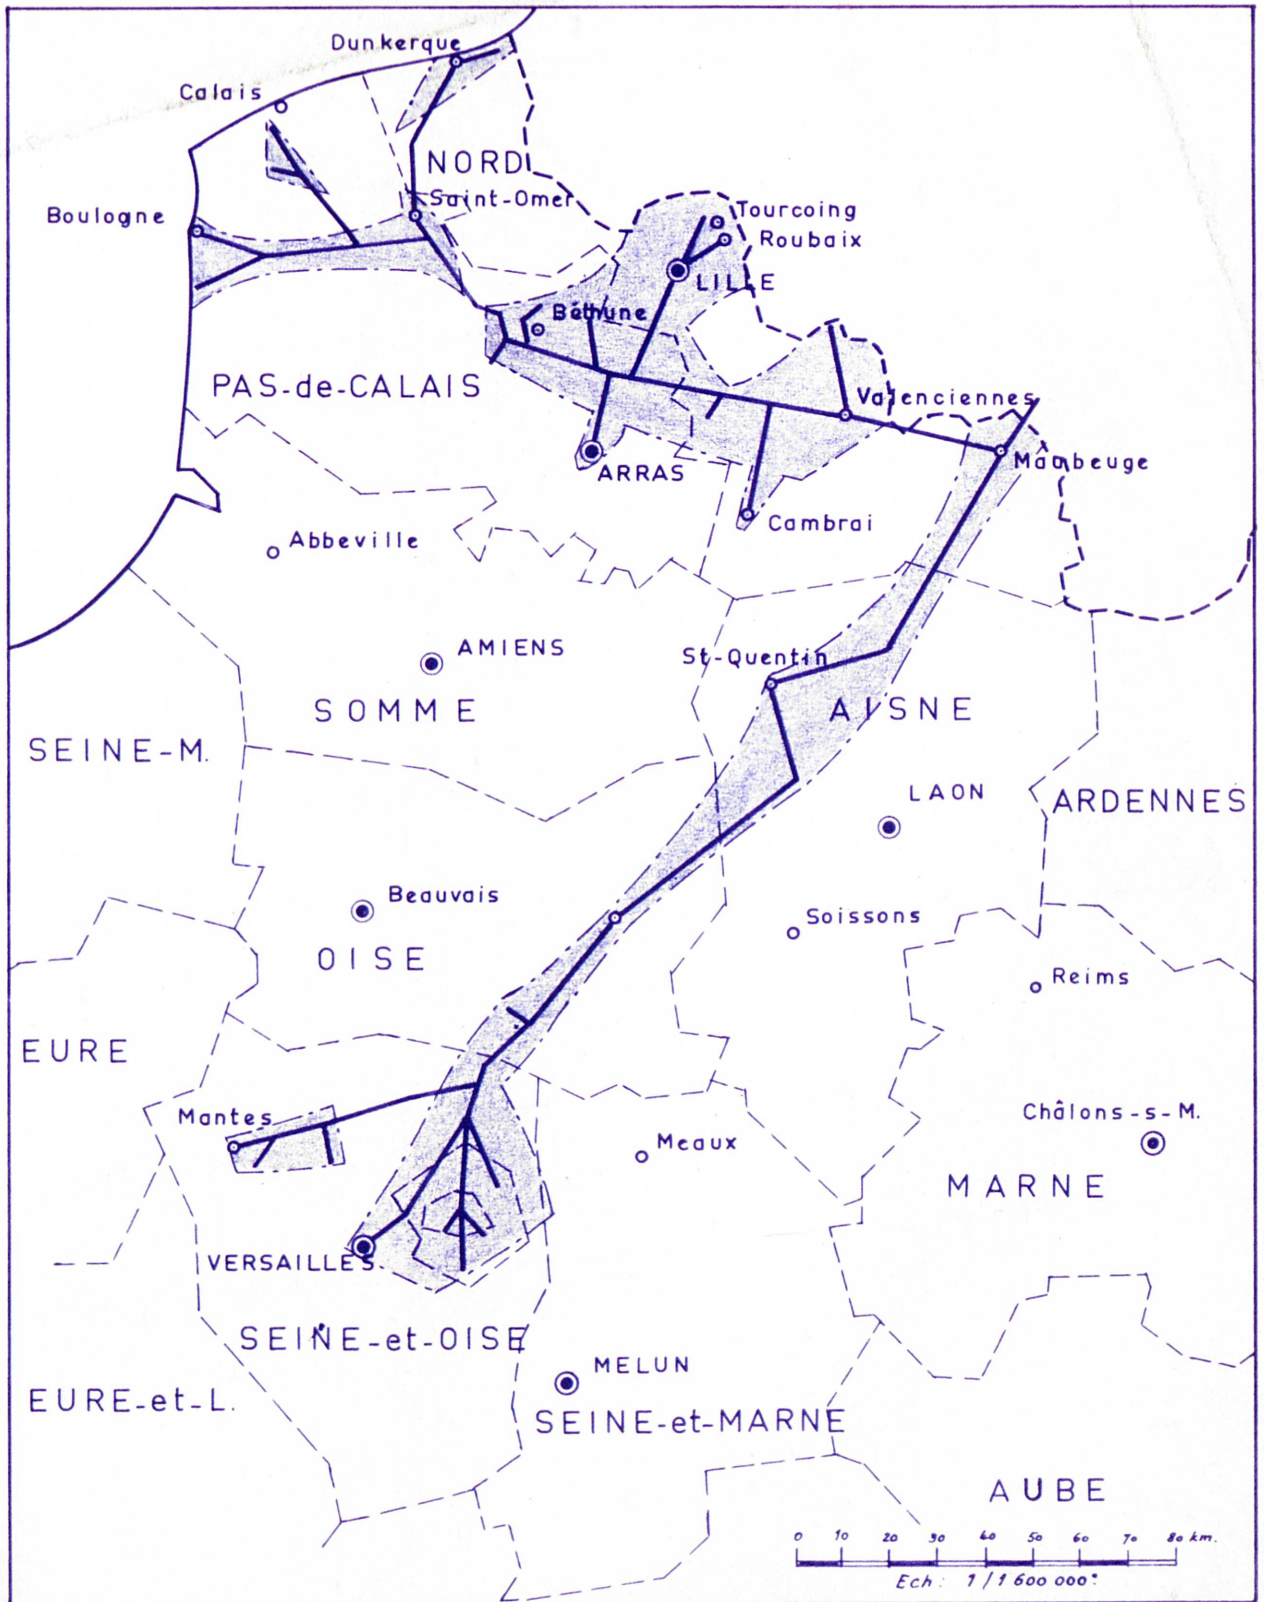 Dunkerque
Calais
NORD
Saint-Omer
Boulogne
Tourcoing
Roubaix
LILLE
Béthune
PAS-de-CALAIS
Valenciennes
ARRAS
Maubeuge
Cambrai
Abbeville
AMIENS
St-Quentin
SOMME
AISNE
SEINE-M.
LAON
ARDENNES
Beauvais
Soissons
OISE
Reims
EURE
Mantes
Châlons-s-M.
Meaux
MARNE
VERSAILLES
SEINE-et-OISE
MELUN
EURE-et-L.
SEINE-et-MARNE
AUBE
0 10 20 30 40 50 60 70 80 km.
Ech: 1/1 600 000e